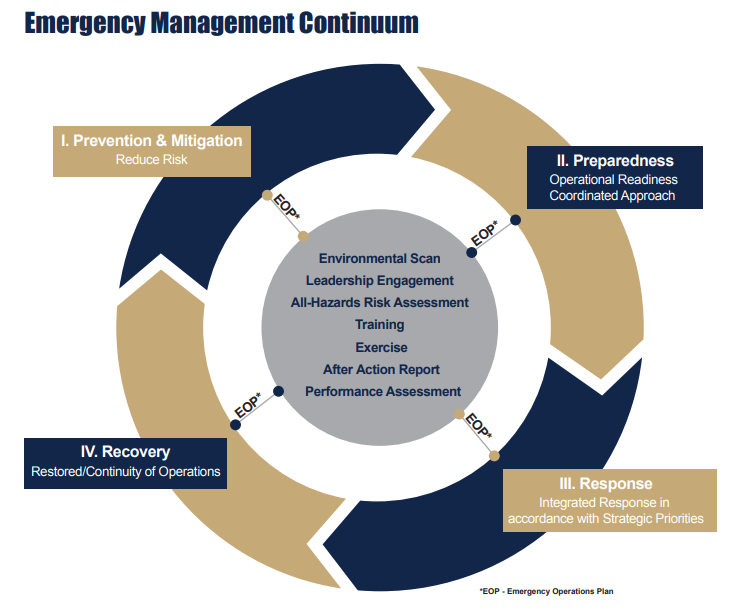 Emergency Management Continuum
I. Prevention & Mitigation
Reduce Risk
II. Preparedness
Operational Readiness
Coordinated Approach
EOP*
EOP*
Environmental Scan
Leadership Engagement
All-Hazards Risk Assessment
Training
Exercise
After Action Report
Performance Assessment
EOP*
EOP*
IV. Recovery
Restored/Continuity of Operations
III. Response
Integrated Response in
accordance with Strategic Priorities
*EOP - Emergency Operations Plan